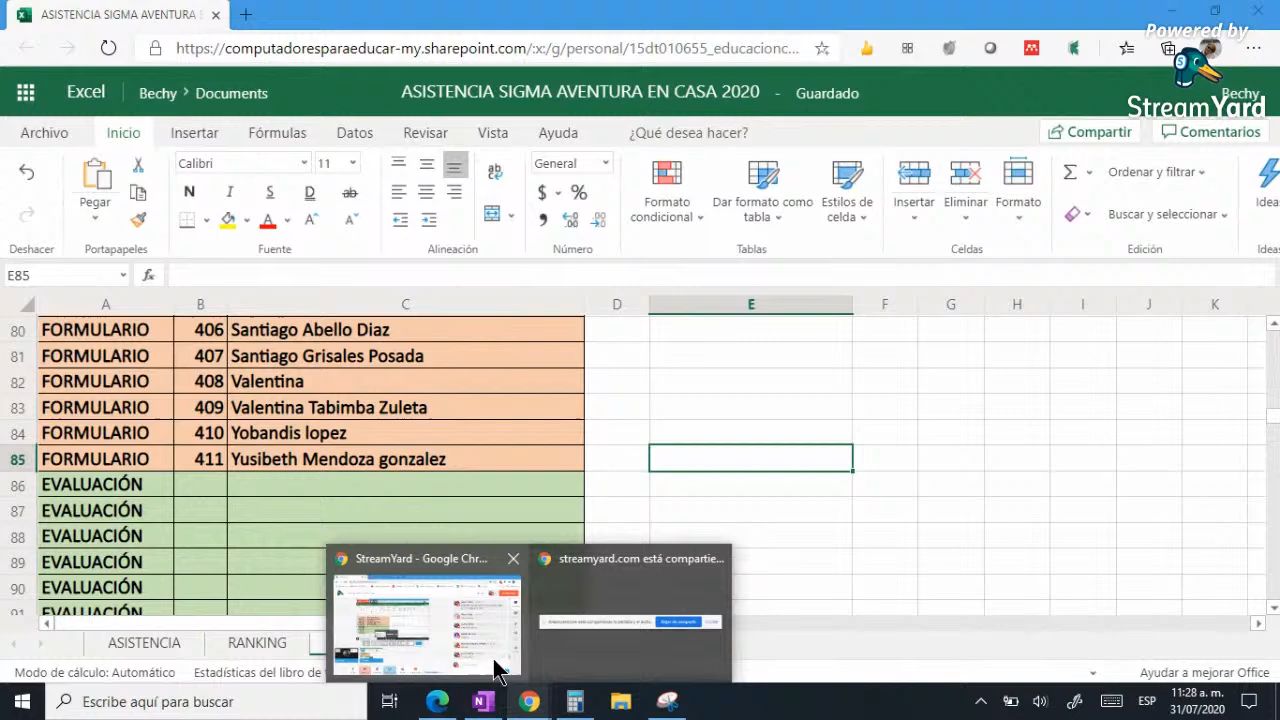 ASISTENCIA SIGMA AVENTURA E
https://computadoresparaeducar-my.sharepoint.com/:x:/g/personal/15dt010655_educacionc...
Powered by
StreamYard
Excel Bechy > Documents ASISTENCIA SIGMA AVENTURA EN CASA 2020 - Guardado Bechy
Archivo Inicio Insertar Fórmulas Datos Revisar Vista Ayuda ¿Qué desea hacer? Compartir Comentarios
Calibri 11 General
Pegar
N I S D ab
Formato condicional Dar formato como tabla Estilos de celda Insertar Eliminar Formato Ordenar y filtrar Buscar y seleccionar Ideas
Deshacer Portapapeles Fuente Alineación Número Tablas Celdas Edición Ideas
E85 fx
A B C D E F G H I J K
80 FORMULARIO 406 Santiago Abello Diaz
81 FORMULARIO 407 Santiago Grisales Posada
82 FORMULARIO 408 Valentina
83 FORMULARIO 409 Valentina Tabimba Zuleta
84 FORMULARIO 410 Yobandis lopez
85 FORMULARIO 411 Yusibeth Mendoza gonzalez
86 EVALUACIÓN
87 EVALUACIÓN
88 EVALUACIÓN
89 EVALUACIÓN
90 EVALUACIÓN
91 EVALUACIÓN
StreamYard - Google Chr... streamyard.com está compartie...
ASISTENCIA RANKING
Modo de cálculo: Automático Estadísticas del libro de Ayudar a mejorar Office
Escribe aquí para buscar ESP 11:28 a. m.
31/07/2020